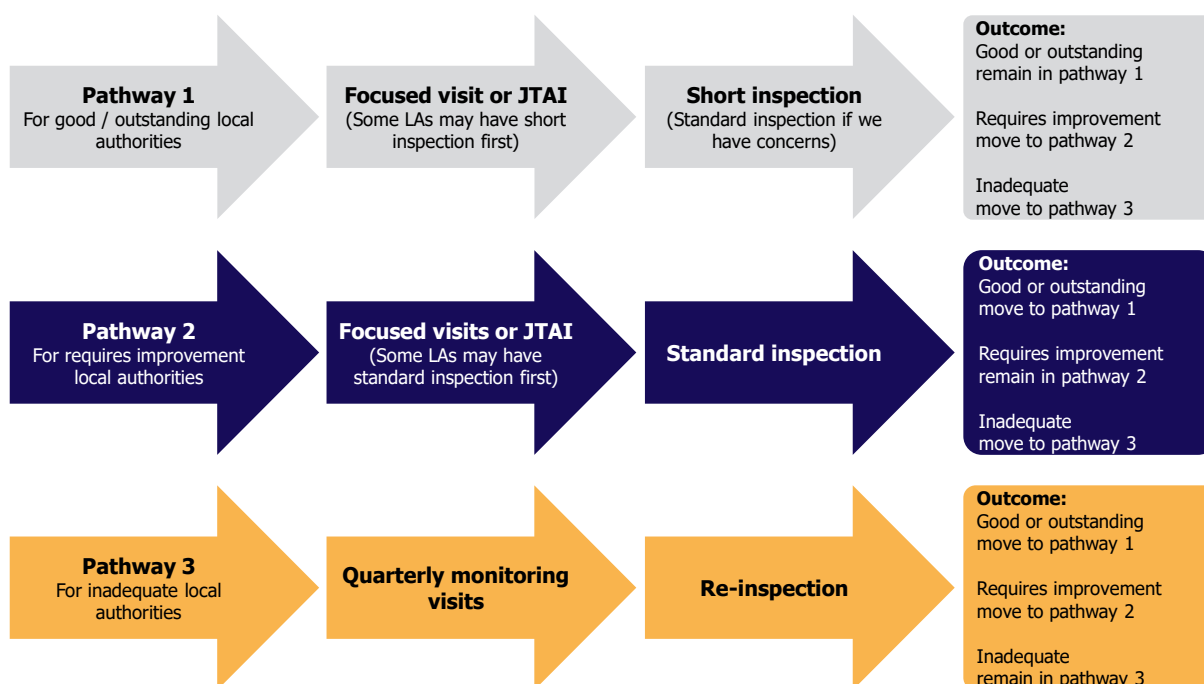 Pathway 1
For good / outstanding local
authorities
Focused visit or JTAI
(Some LAs may have short
inspection first)
Short inspection
(Standard inspection if we
have concerns)
Outcome:
Good or outstanding
remain in pathway 1
Requires improvement
move to pathway 2
Inadequate
move to pathway 3
Pathway 2
For requires improvement
local authorities
Focused visits or JTAI
(Some LAs may have
standard inspection first)
Standard inspection
Outcome:
Good or outstanding
move to pathway 1
Requires improvement
remain in pathway 2
Inadequate
move to pathway 3
Pathway 3
For inadequate local
authorities
Quarterly monitoring
visits
Re-inspection
Outcome:
Good or outstanding
move to pathway 1
Requires improvement
move to pathway 2
Inadequate
remain in pathway 3